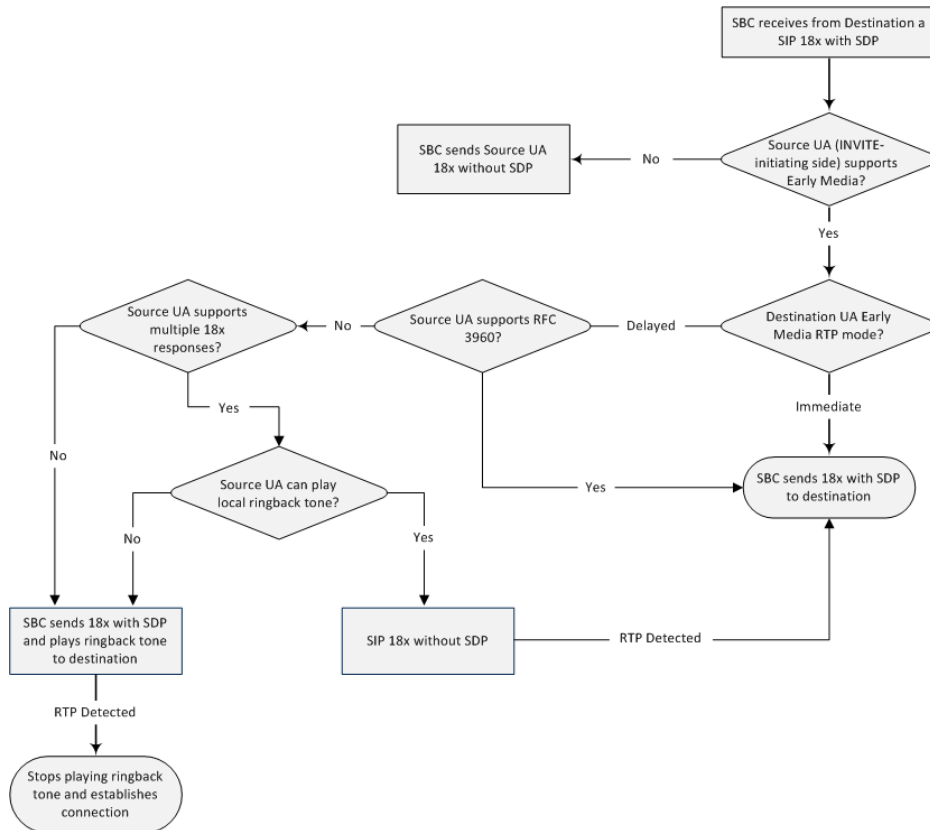 SBC receives from Destination a
SIP 18x with SDP
SBC sends Source UA
18x without SDP
No
Source UA (INVITE-
initiating side) supports
Early Media?
Yes
Source UA supports
multiple 18x
responses?
No
Source UA supports RFC
3960?
Delayed
Destination UA Early
Media RTP mode?
Yes
Immediate
No
Source UA can play
local ringback tone?
Yes
SBC sends 18x with SDP
to destination
No
Yes
SBC sends 18x with SDP
and plays ringback tone
to destination
SIP 18x without SDP
RTP Detected
RTP Detected
Stops playing ringback
tone and establishes
connection